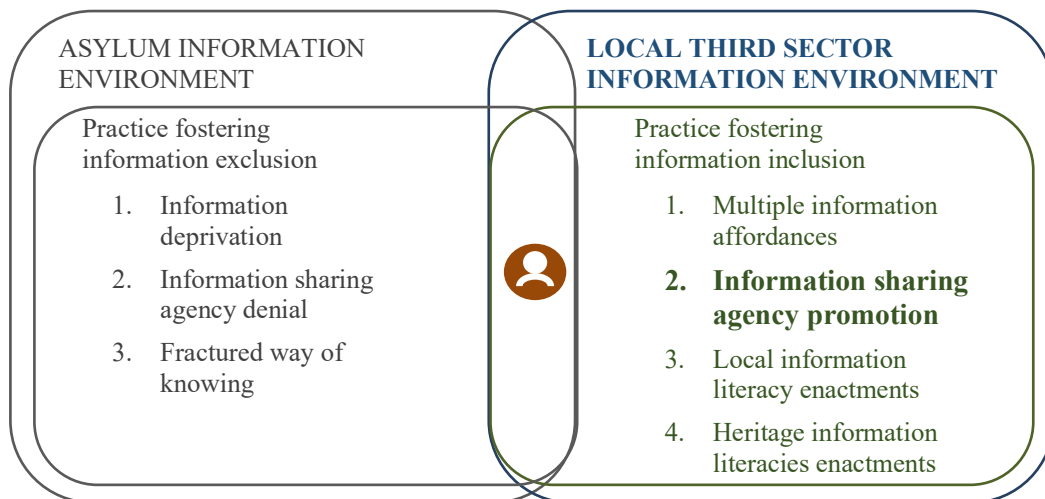 ASYLUM INFORMATION
ENVIRONMENT
Practice fostering
information exclusion
1. Information
deprivation
2. Information sharing
agency denial
3. Fractured way of
knowing
LOCAL THIRD SECTOR
INFORMATION ENVIRONMENT
Practice fostering
information inclusion
1. Multiple information
affordances
2. Information sharing
agency promotion
3. Local information
literacy enactments
4. Heritage information
literacies enactments